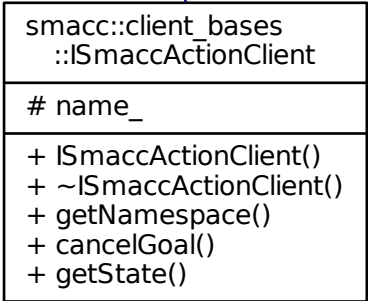 smacc::client_bases
::ISmaccActionClient
# name_
+ ISmaccActionClient()
+ ~ISmaccActionClient()
+ getNamespace()
+ cancelGoal()
+ getState()